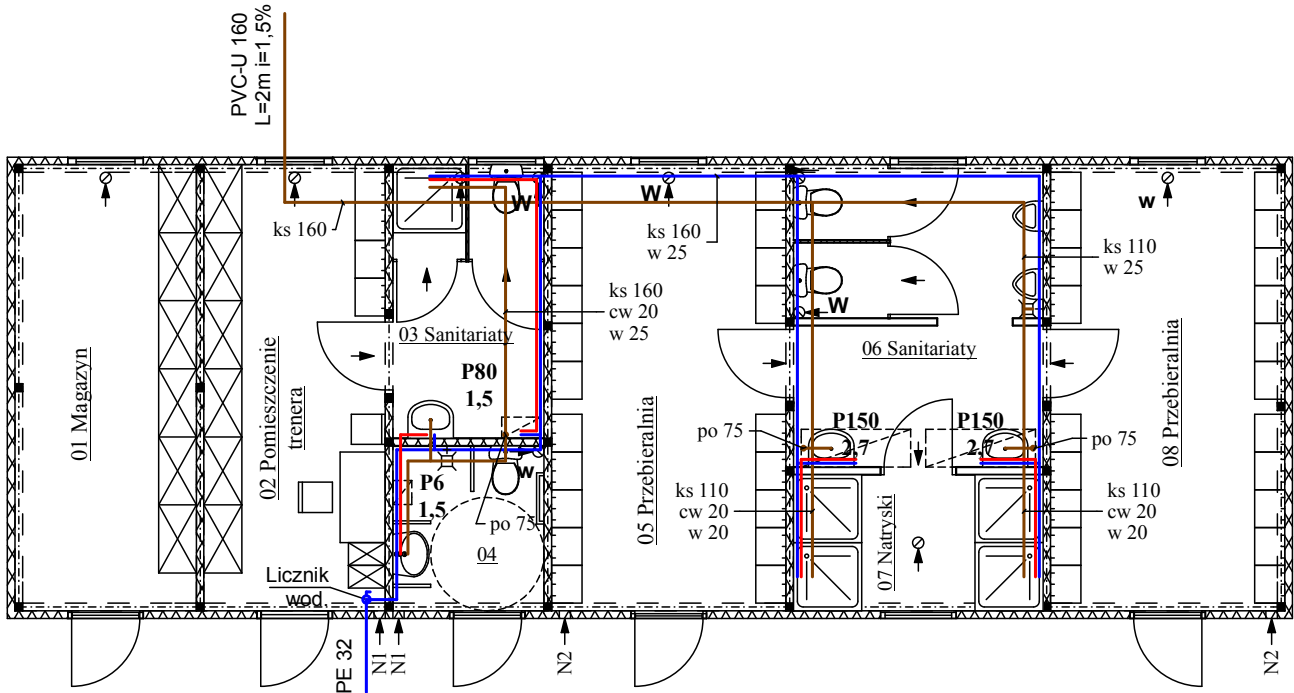 PVC-U 160
L=2m i=1,5%
ks 160
W
W
w
ks 160
w 25
ks 110
w 25
ks 160
cw 20
w 25
W
03 Sanitariaty
06 Sanitariaty
P80
1,5
01 Magazyn
02 Pomieszczenie
trenera
05 Przebieralnia
08 Przebieralnia
P150
2,7
P150
2,7
po 75
po 75
w
P6
1,5
po 75
04
ks 110
cw 20
w 20
ks 110
cw 20
w 20
07 Natryski
Licznik
wod.
PE 32
N1
N1
N2
N2